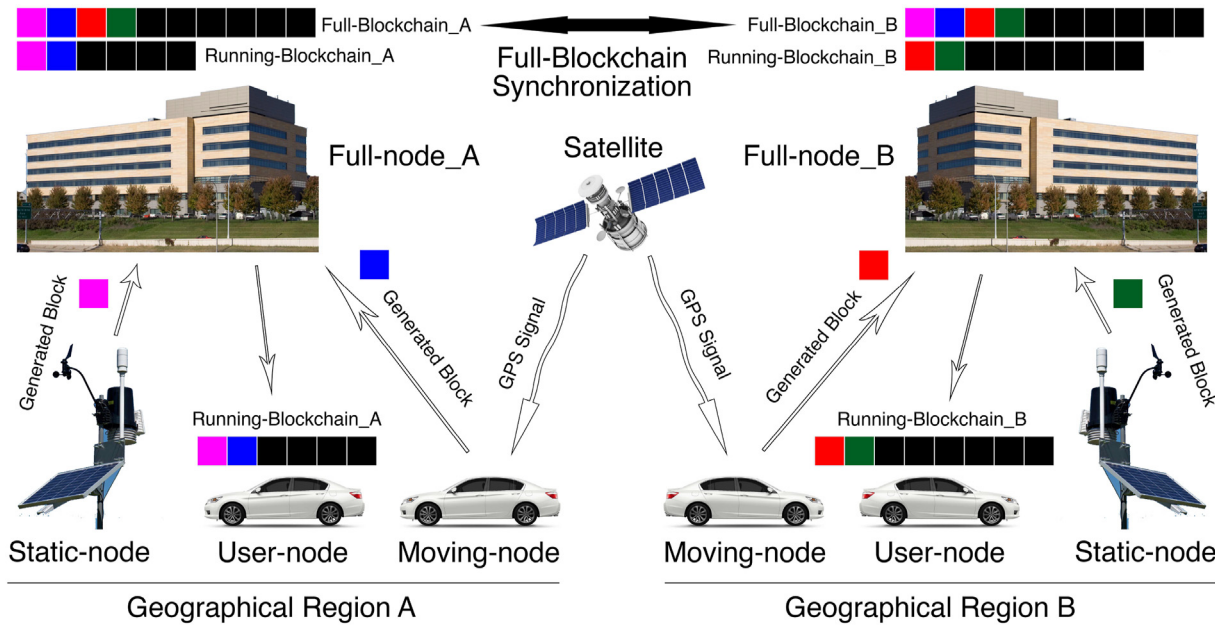 Full-Blockchain_A
Running-Blockchain_A
Full-Blockchain
Synchronization
Full-Blockchain_B
Running-Blockchain_B
Full-node_A
Satellite
Full-node_B
Generated Block
Generated Block
GPS Signal
GPS Signal
Generated Block
Generated Block
Running-Blockchain_A
Running-Blockchain_B
Static-node
User-node
Moving-node
Moving-node
User-node
Static-node
Geographical Region A
Geographical Region B